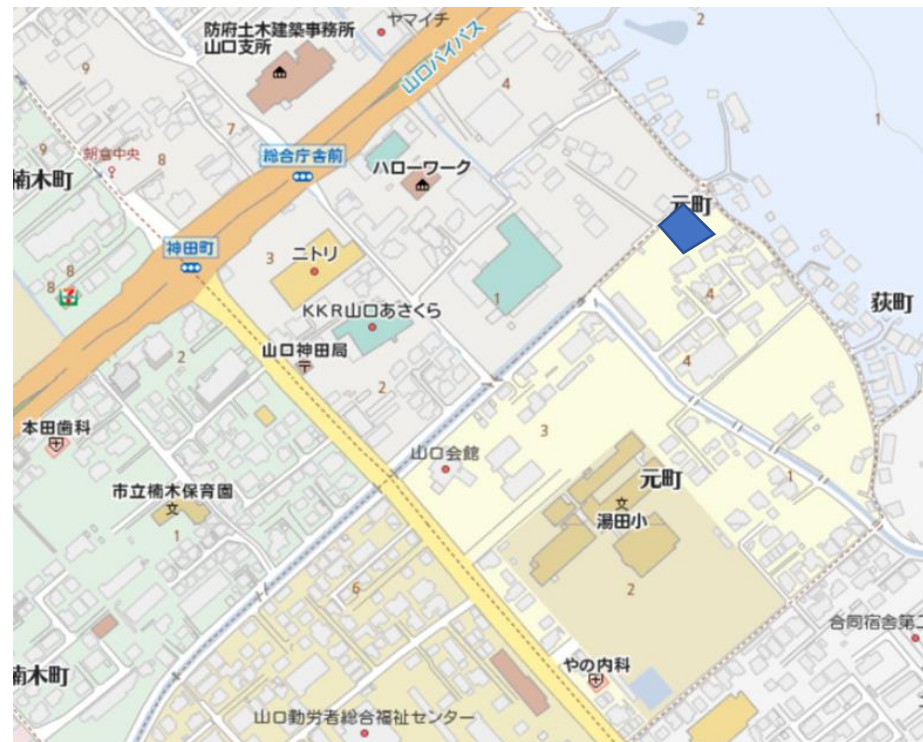 ヤマイチ
2
防府土木建築事務所
山口支所
山口バイパス
9
4
1
7
9
朝倉中央
8
総合庁舎前
ハローワーク
楠木町
元町
神田町
3
ニトリ
8
8
7
1
4
荻町
KKR山口あさくら
山口神田局
2
2
4
本田歯科
3
山口会館
元町
1
市立楠木保育園
文
文
湯田小
1
6
2
合同宿舎第二
楠木町
やの内科
山口勤労者総合福祉センター